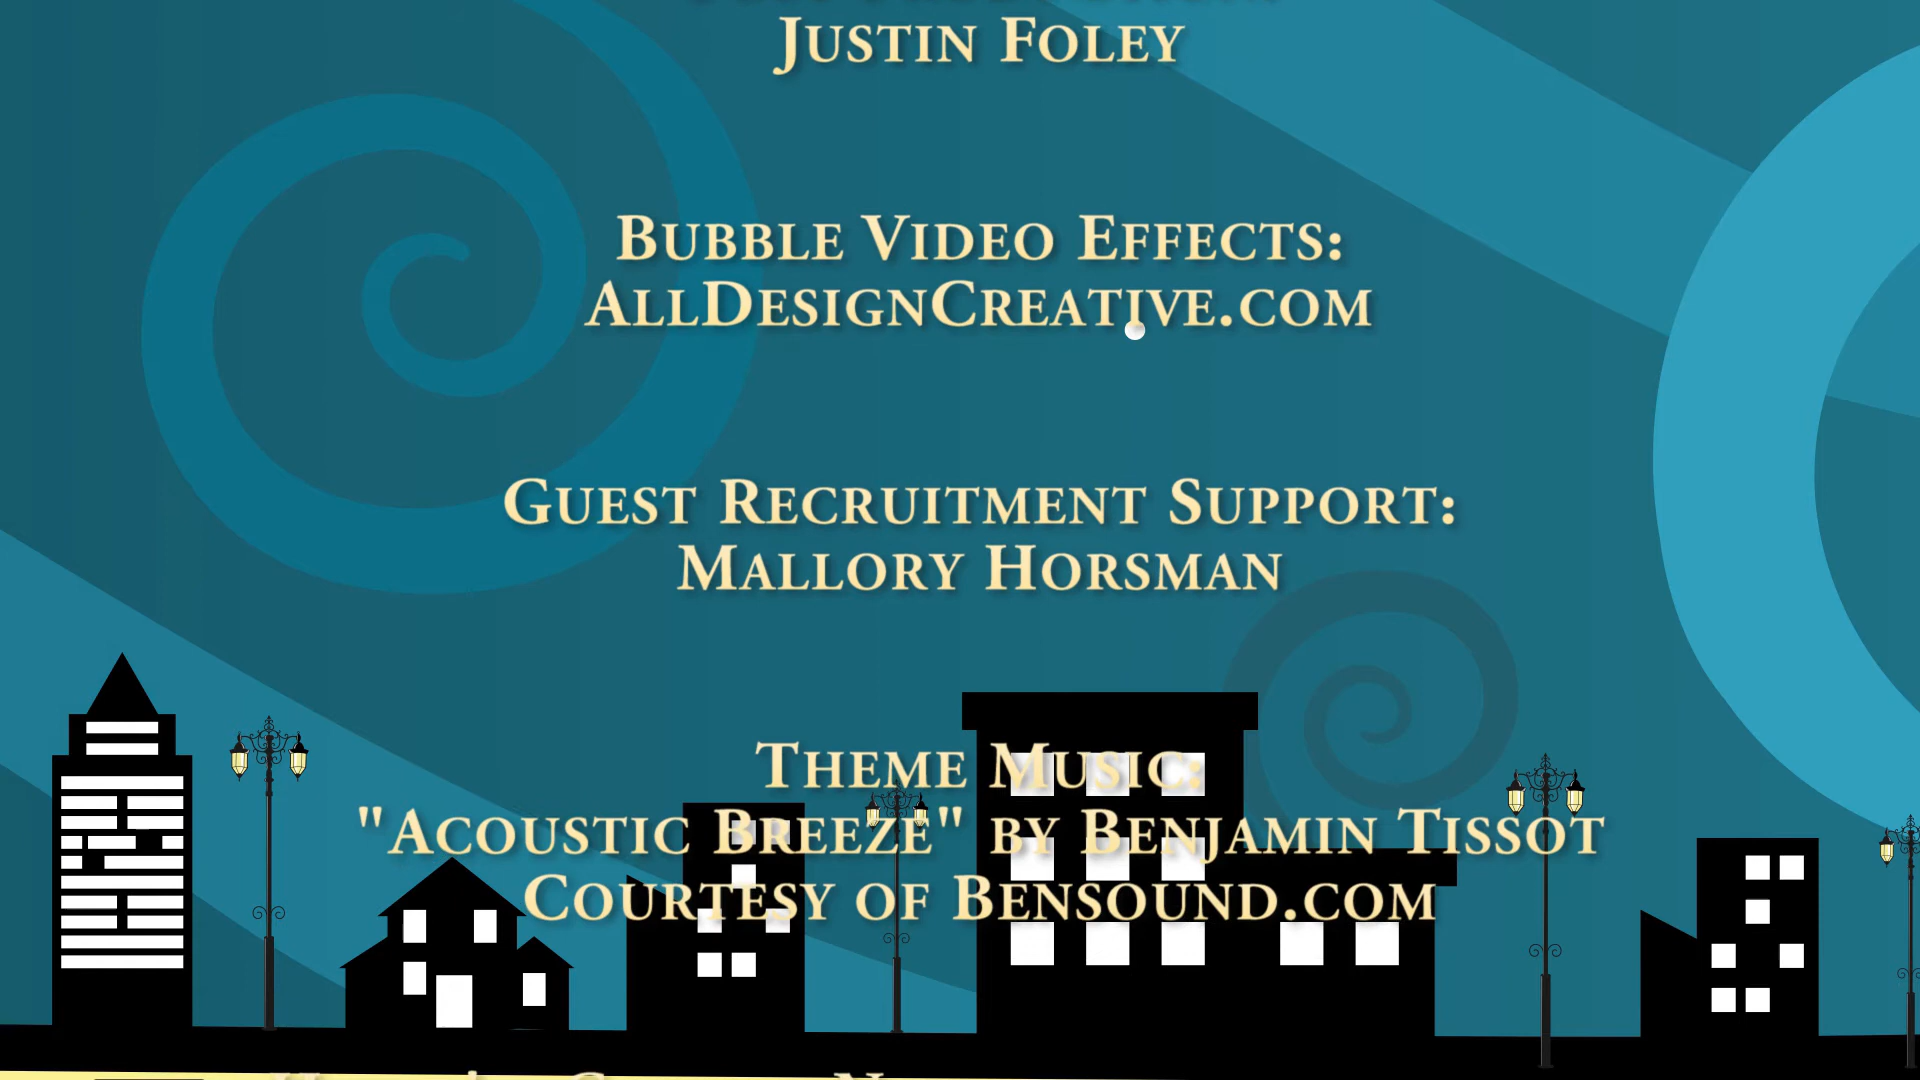 Justin Foley
Bubble Video Effects:
AllDesignCreative.com
Guest Recruitment Support:
Mallory Horsman
Theme Music:
"Acoustic Breeze" by Benjamin Tissot
Courtesy of Bensound.com